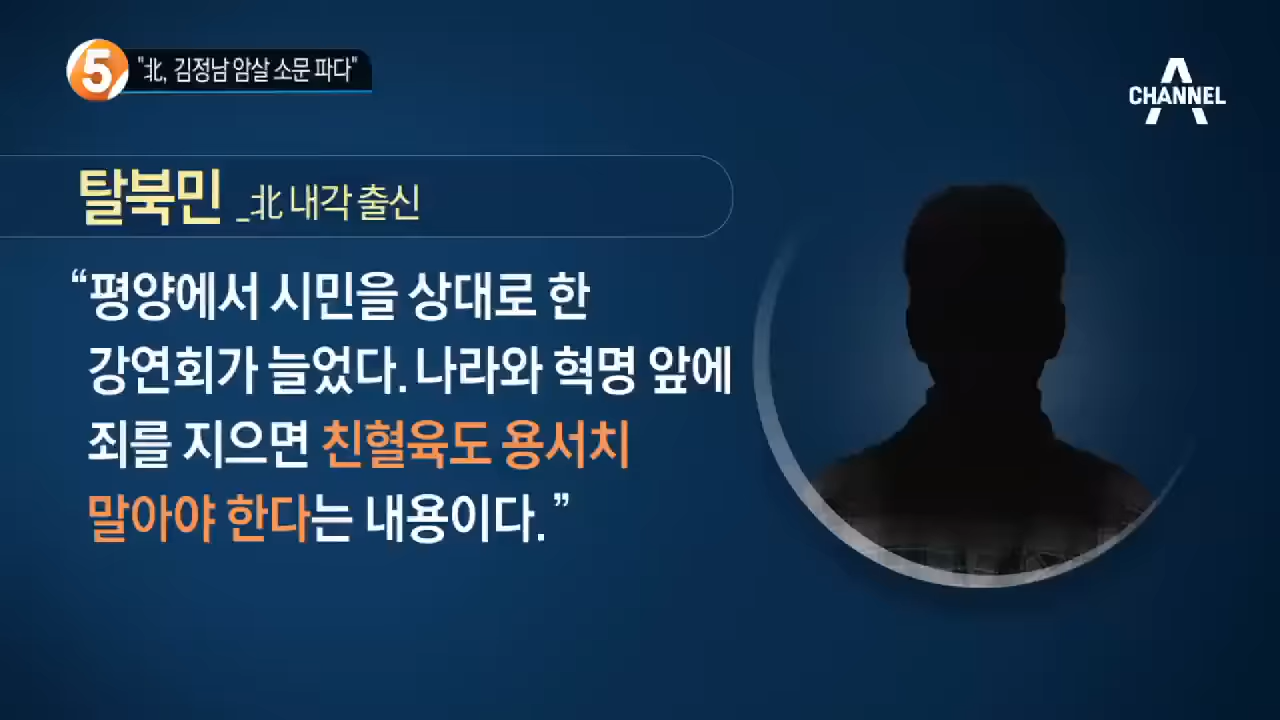 5 "北, 김정남 암살 소문 파다"
CHANNEL A
탈북민 _北 내각 출신
“평양에서 시민을 상대로 한
강연회가 늘었다. 나라와 혁명 앞에
죄를 지으면 친혈육도 용서치
말아야 한다는 내용이다.”